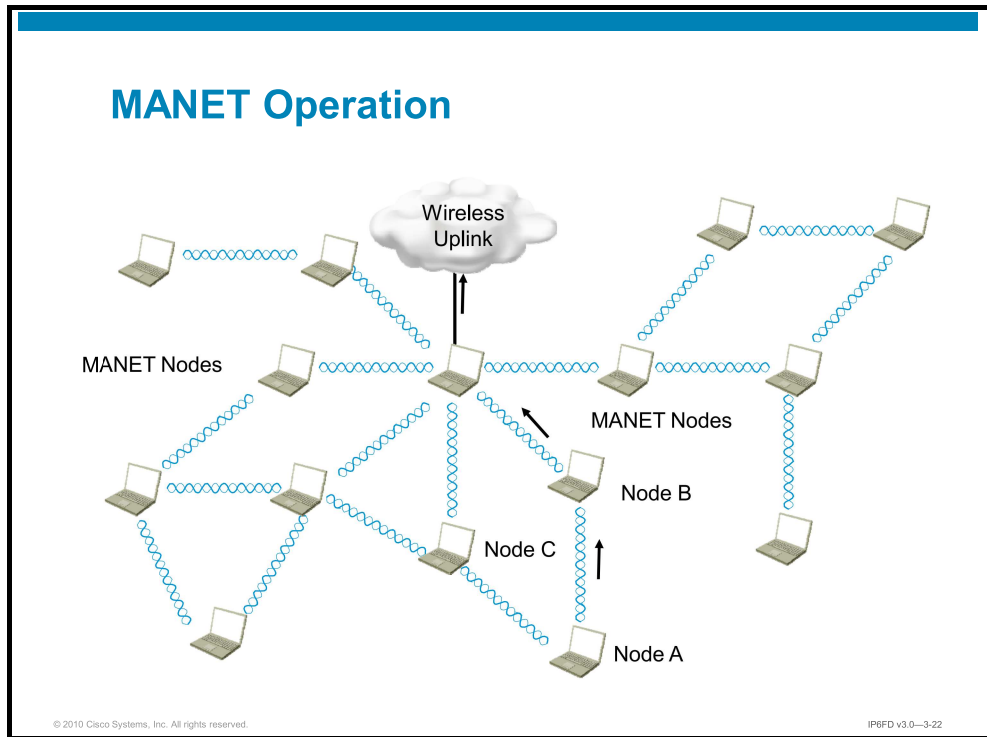 MANET Operation
Wireless
Uplink
MANET Nodes
MANET Nodes
Node B
Node C
Node A
© 2010 Cisco Systems, Inc. All rights reserved.
IP6FD v3.0—3-22